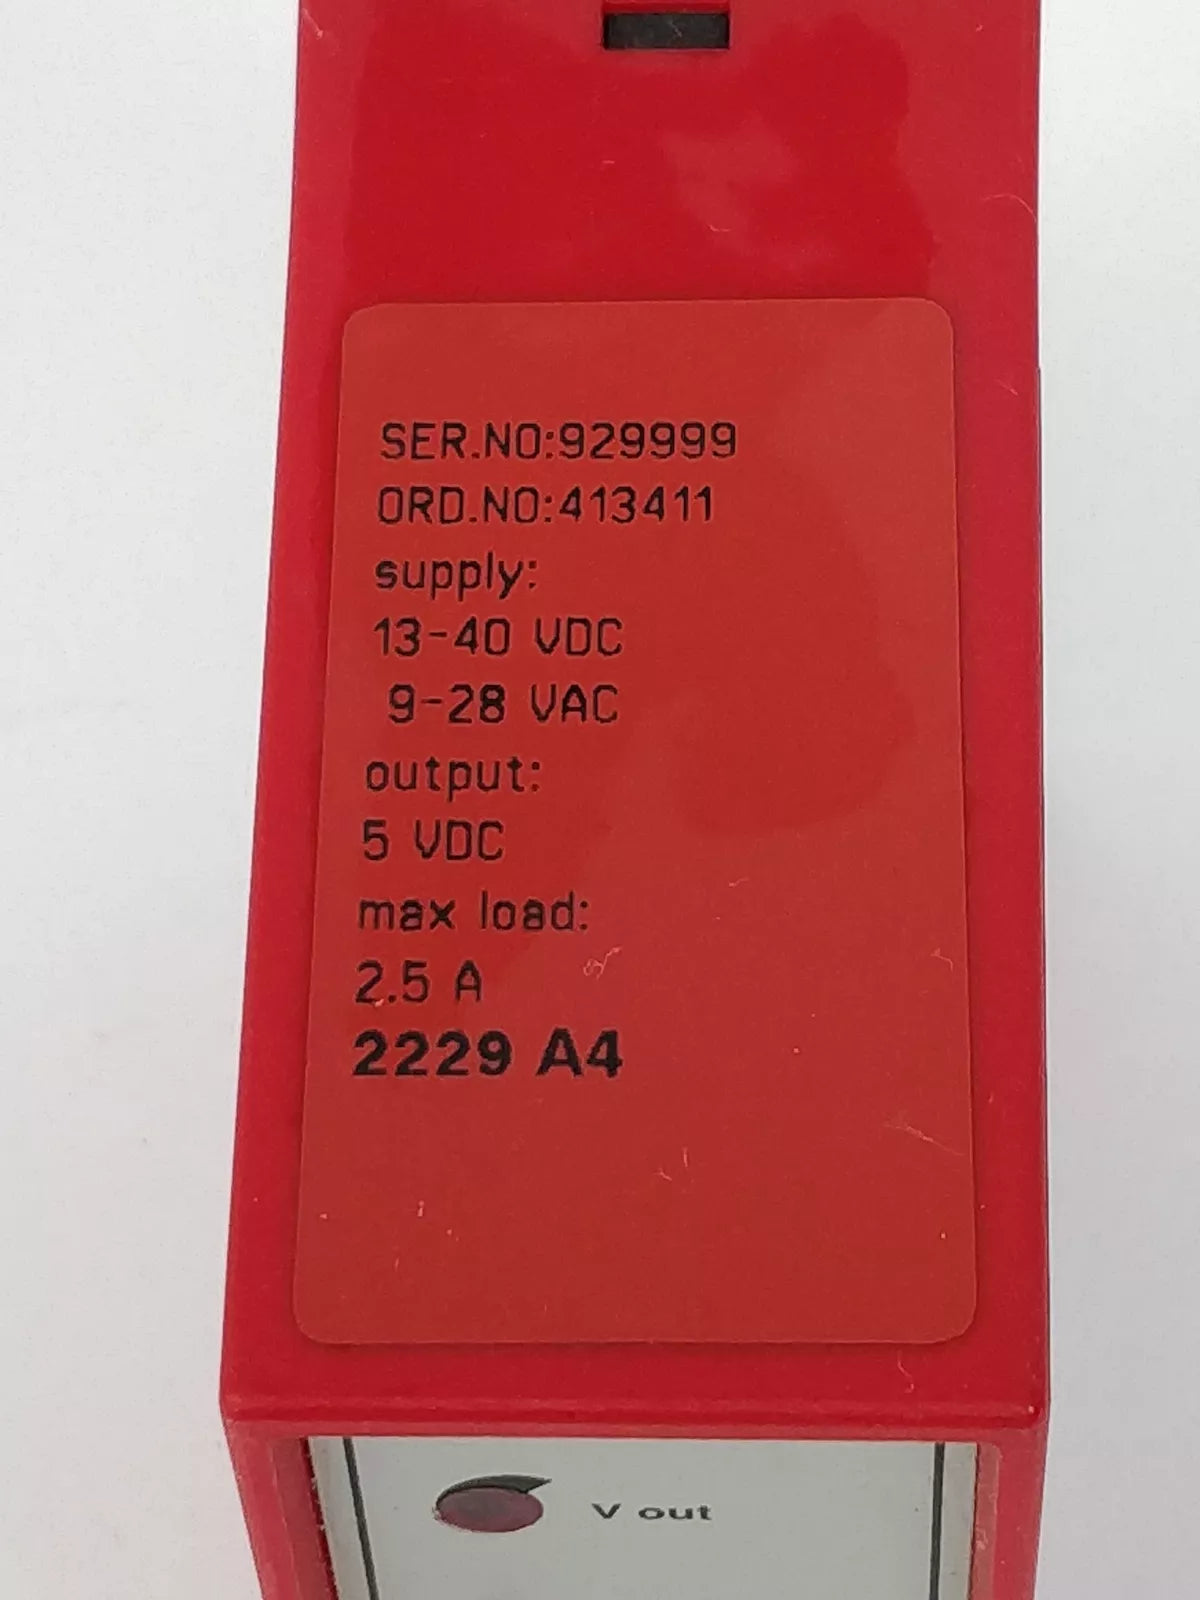 SER.NO:929999
ORD.NO:413411
supply:
13-40 VDC
9-28 VAC
output:
5 VDC
max load:
2.5 A
2229 A4
V out